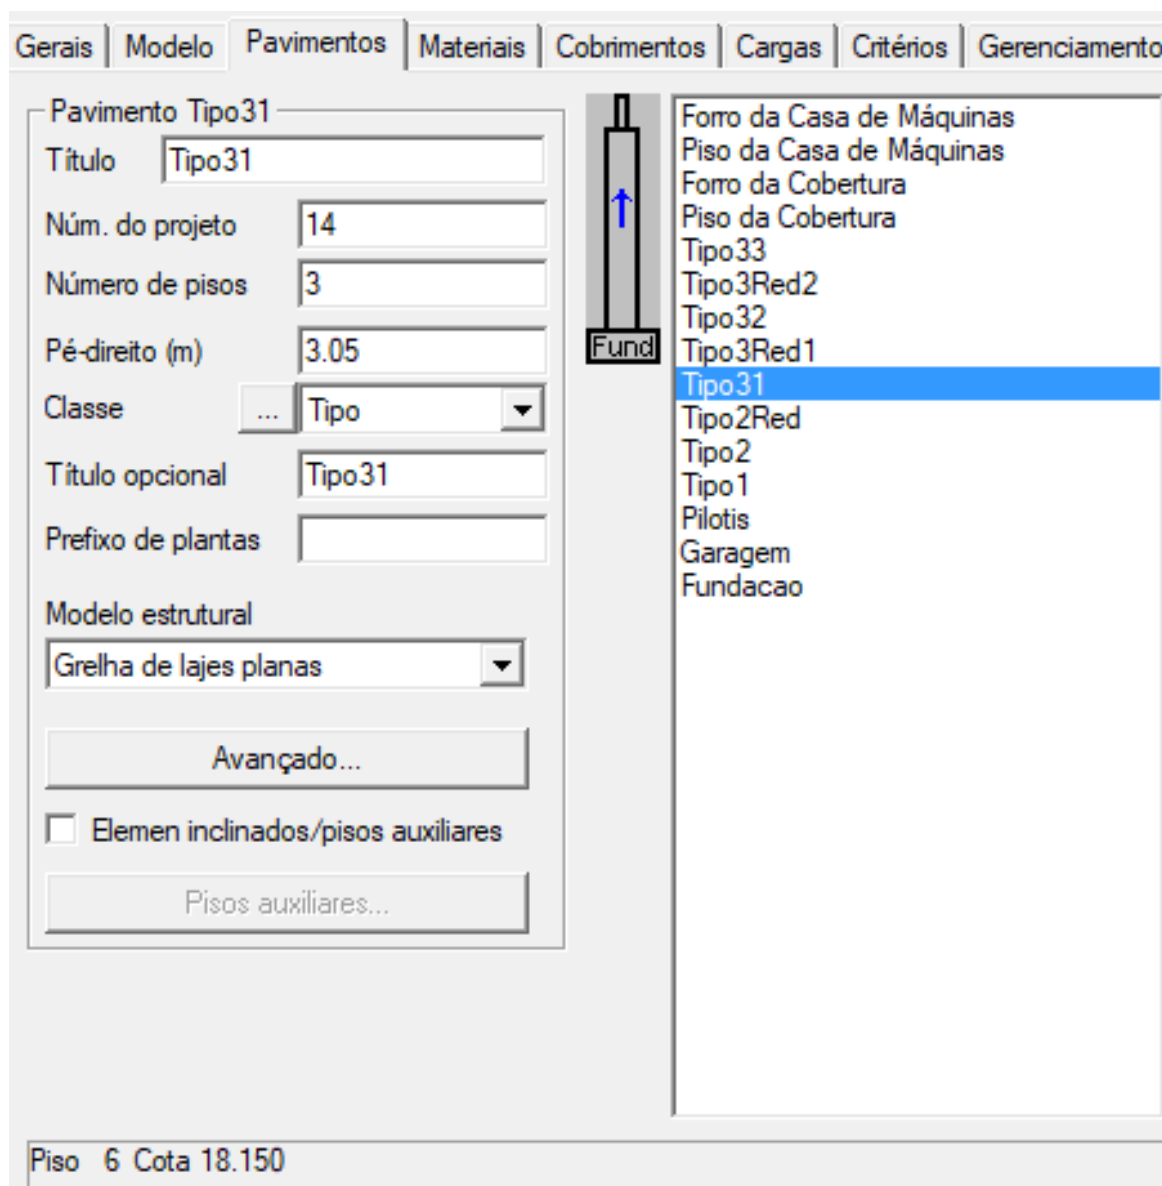 Gerais Modelo Pavimentos Materiais Cobrimentos Cargas Critérios Gerenciamento
Pavimento Tipo31
Título Tipo31
Núm. do projeto 14
Número de pisos 3
Pé-direito (m) 3.05
Classe ... Tipo
Título opcional Tipo31
Prefixo de plantas
Modelo estrutural
Grelha de lajes planas
Avançado...
Elemen inclinados/pisos auxiliares
Pisos auxiliares...
Fund
Forro da Casa de Máquinas
Piso da Casa de Máquinas
Forro da Cobertura
Piso da Cobertura
Tipo33
Tipo3Red2
Tipo32
Tipo3Red1
Tipo31
Tipo2Red
Tipo2
Tipo1
Pilotis
Garagem
Fundacao
Piso 6 Cota 18.150